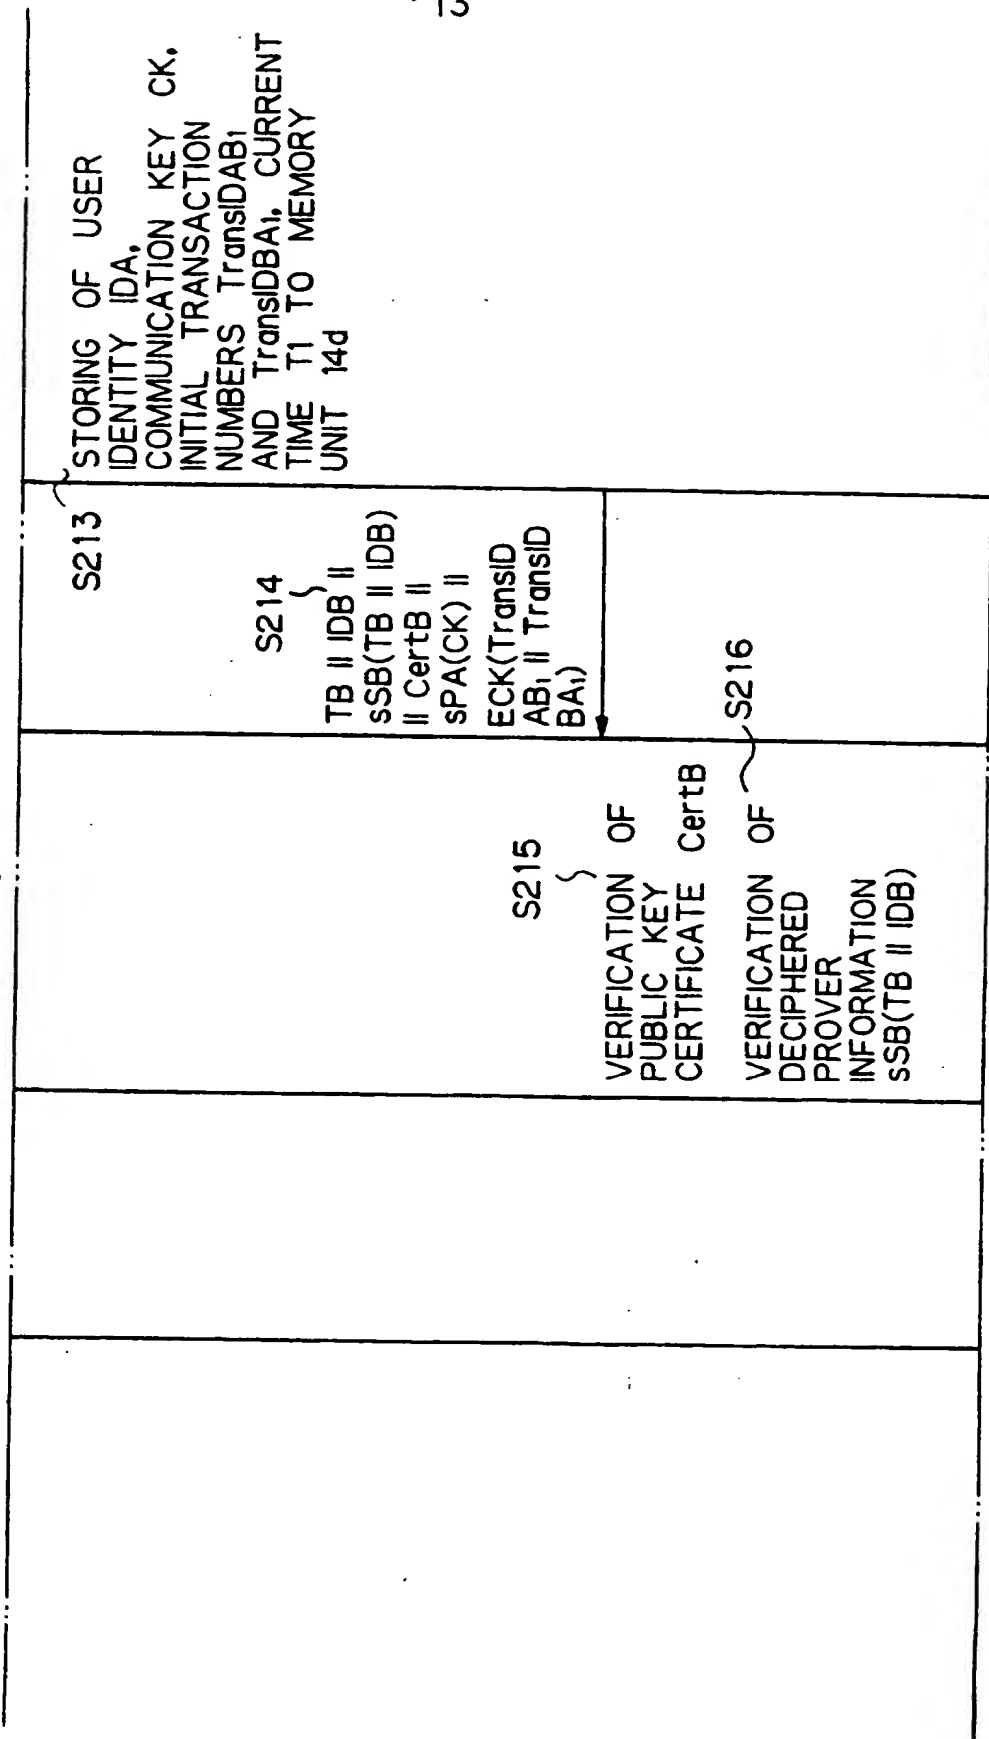 13
S213
STORING OF USER
IDENTITY IDA,
COMMUNICATION KEY CK,
INITIAL TRANSACTION
NUMBERS TransIDAB₁
AND TransIDBA₁, CURRENT
TIME T1 TO MEMORY
UNIT 14d
S214
TB || IDB ||
sSB(TB || IDB)
|| CertB ||
sPA(CK) ||
ECK(TransID
AB₁ || TransID
BA₁)
S215
VERIFICATION OF
PUBLIC KEY
CERTIFICATE CertB
S216
VERIFICATION OF
DECIPHERED
PROVER
INFORMATION
sSB(TB || IDB)